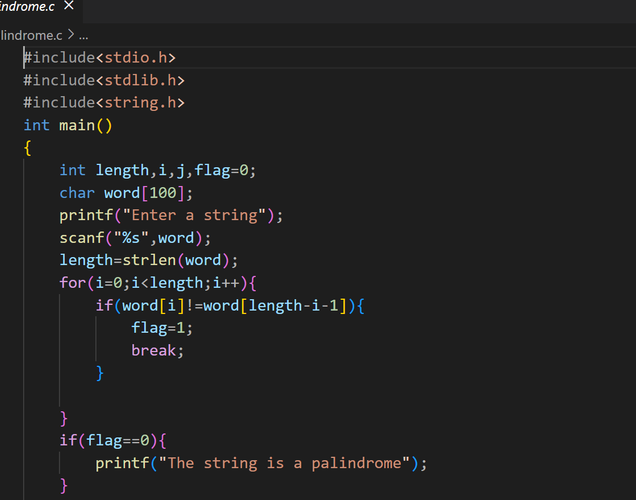 indrome.c ×
lindrome.c > ...
#include<stdio.h>
#include<stdlib.h>
#include<string.h>
int main()
{
    int length,i,j,flag=0;
    char word[100];
    printf("Enter a string");
    scanf("%s",word);
    length=strlen(word);
    for(i=0;i<length;i++){
        if(word[i]!=word[length-i-1]){
            flag=1;
            break;
        }
    }
    if(flag==0){
        printf("The string is a palindrome");
    }